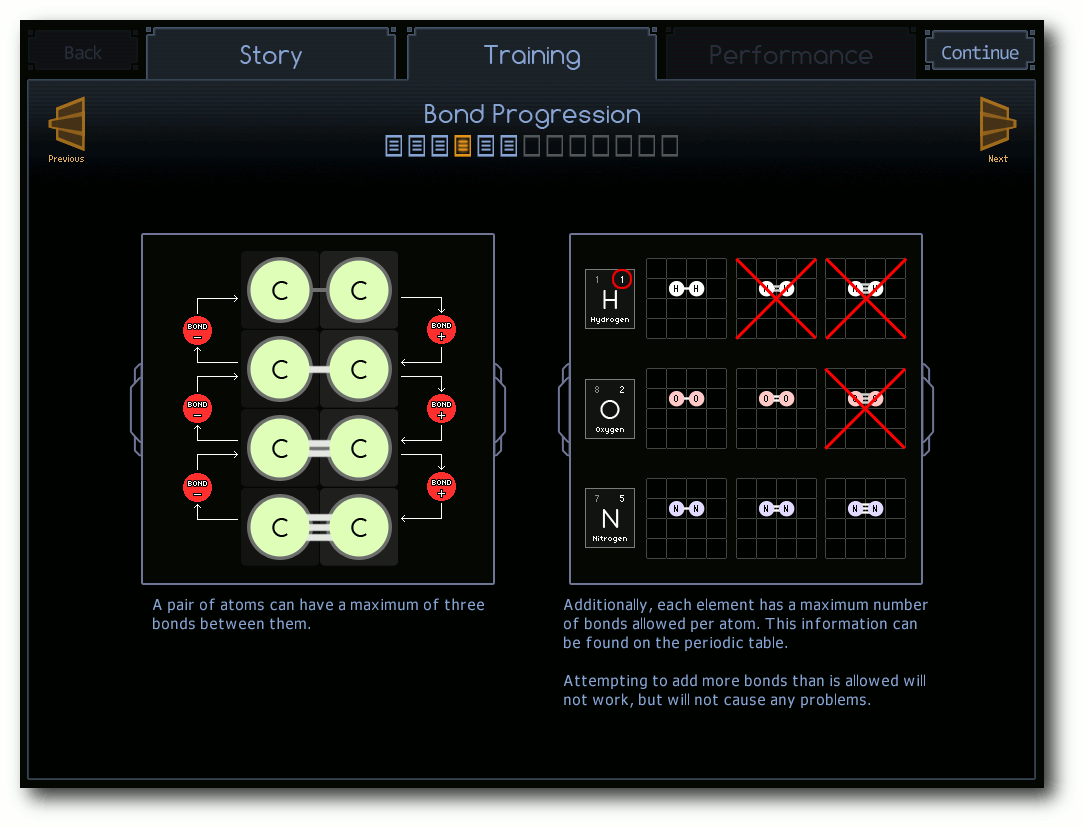 Back
Story
Training
Performance
Continue
Bond Progression
Previous
Next
C C
C C
C C
C C
BOND
–
BOND
–
BOND
–
BOND
+
BOND
+
BOND
+
1 1
H
Hydrogen
H H
H H
H H
8 2
O
Oxygen
O O
O O
O O
7 5
N
Nitrogen
N N
N N
N N
A pair of atoms can have a maximum of three
bonds between them.
Additionally, each element has a maximum number
of bonds allowed per atom. This information can
be found on the periodic table.
Attempting to add more bonds than is allowed will
not work, but will not cause any problems.